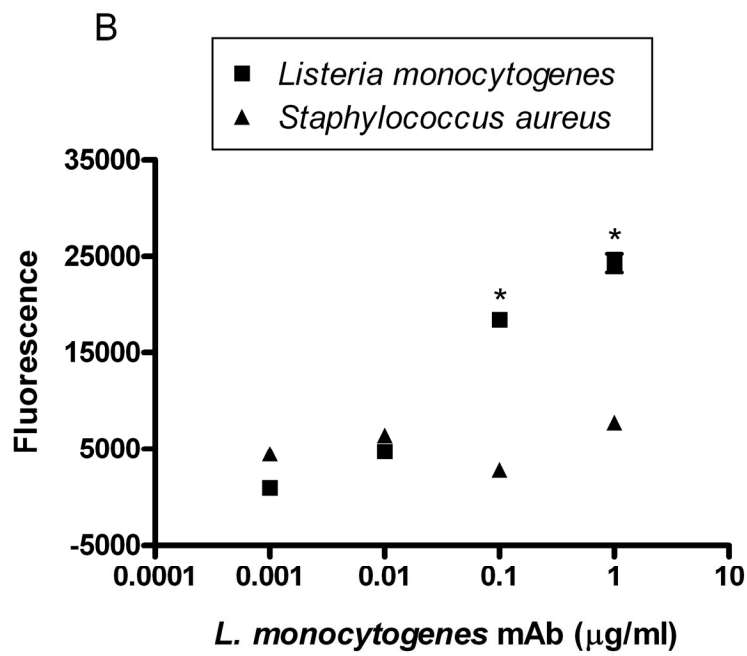 B
Listeria monocytogenes
Staphylococcus aureus
35000
25000
15000
5000
-5000
Fluorescence
*
*
0.0001 0.001 0.01 0.1 1 10
L. monocytogenes mAb (μg/ml)